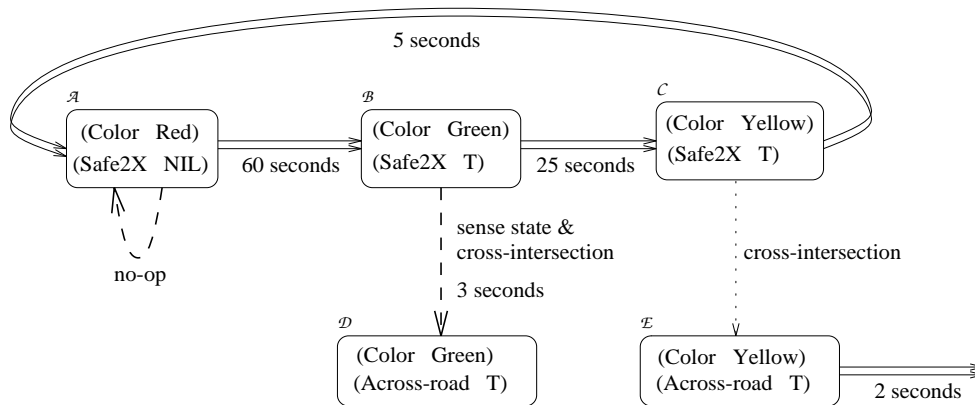 5 seconds
A
(Color Red)
(Safe2X NIL)
60 seconds
B
(Color Green)
(Safe2X T)
25 seconds
C
(Color Yellow)
(Safe2X T)
no-op
sense state &
cross-intersection
3 seconds
cross-intersection
D
(Color Green)
(Across-road T)
E
(Color Yellow)
(Across-road T)
2 seconds